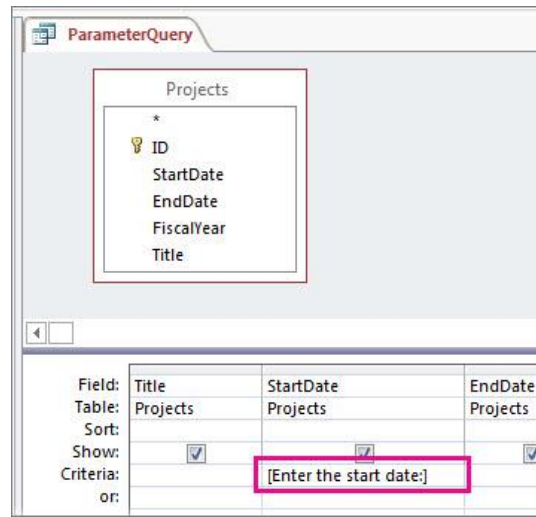 ParameterQuery
Projects
*
ID
StartDate
EndDate
FiscalYear
Title
Field: Title StartDate EndDate
Table: Projects Projects Projects
Sort:
Show:
Criteria: [Enter the start date:]
or: